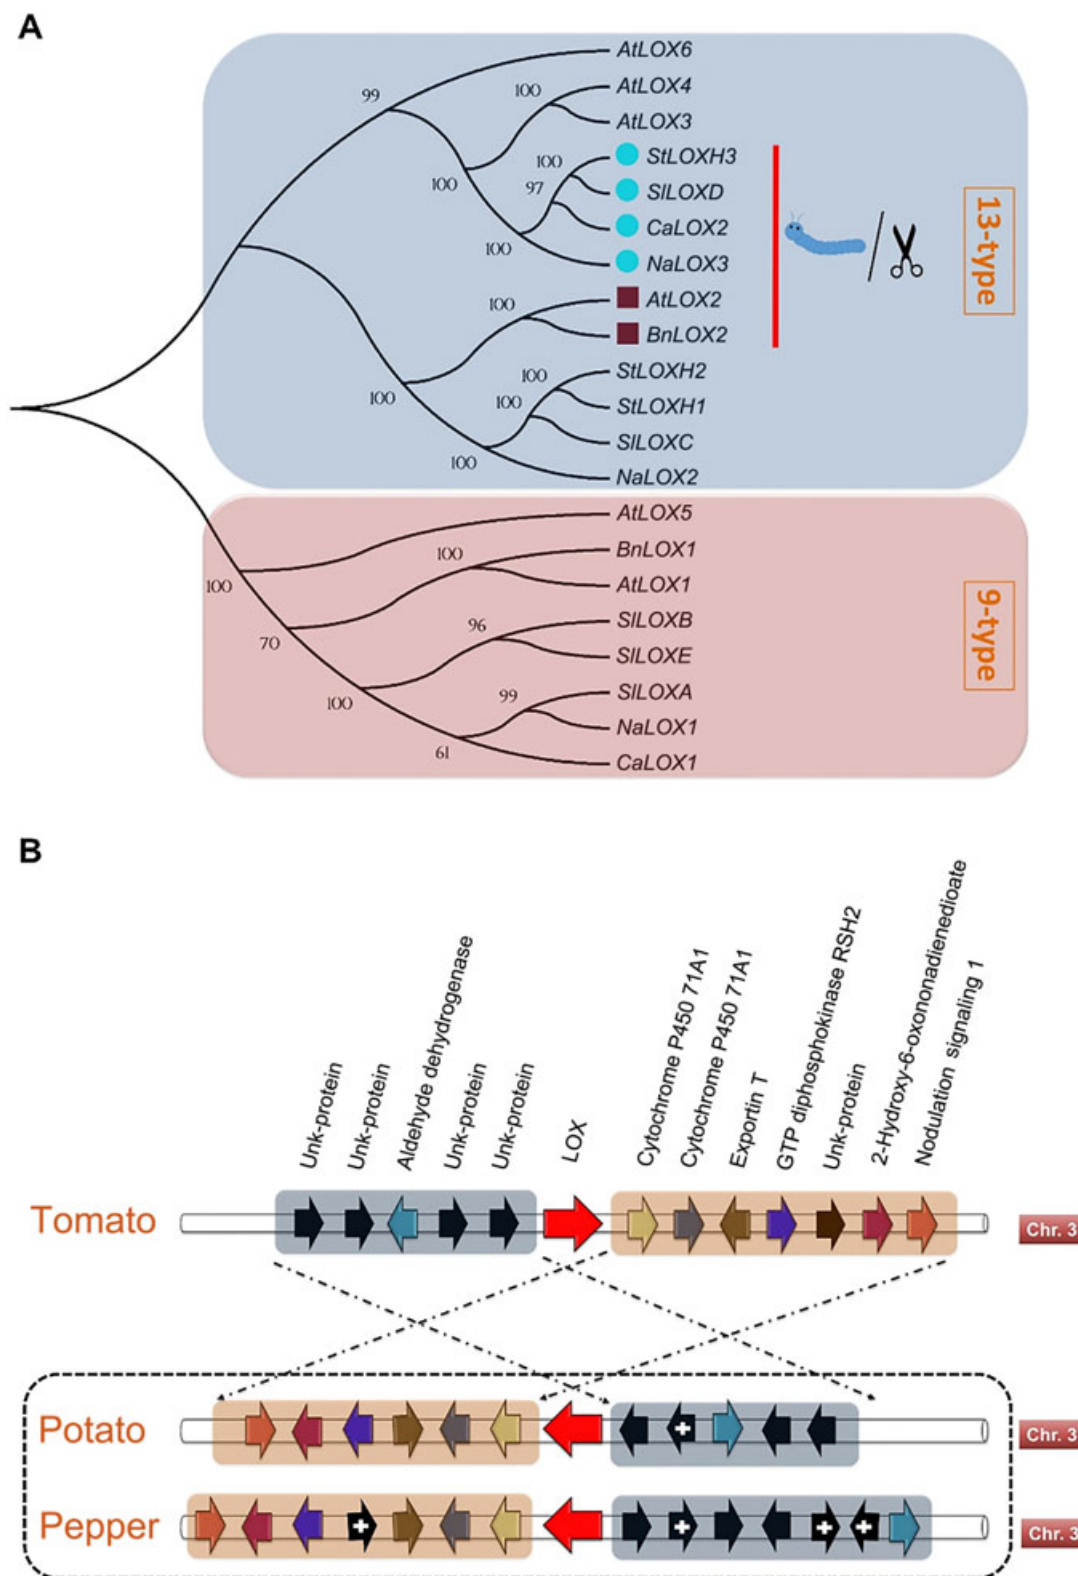 A
AtLOX6
99
100
AtLOX4
AtLOX3
100
100
StLOXH3
97
SlLOXD
CaLOX2
100
NaLOX3
13-type
100
AtLOX2
BnLOX2
100
100
StLOXH2
100
StLOXH1
SlLOXC
100
NaLOX2
AtLOX5
100
100
BnLOX1
AtLOX1
70
96
SlLOXB
SlLOXE
100
99
SlLOXA
NaLOX1
61
CaLOX1
9-type
B
Unk-protein
Unk-protein
Aldehyde dehydrogenase
Unk-protein
Unk-protein
LOX
Cytochrome P450 71A1
Cytochrome P450 71A1
Exportin T
GTP diphosphokinase RSH2
Unk-protein
2-Hydroxy-6-oxononadienedioate
Nodulation signaling 1
Tomato
Chr. 3
Potato
Chr. 3
Pepper
Chr. 3